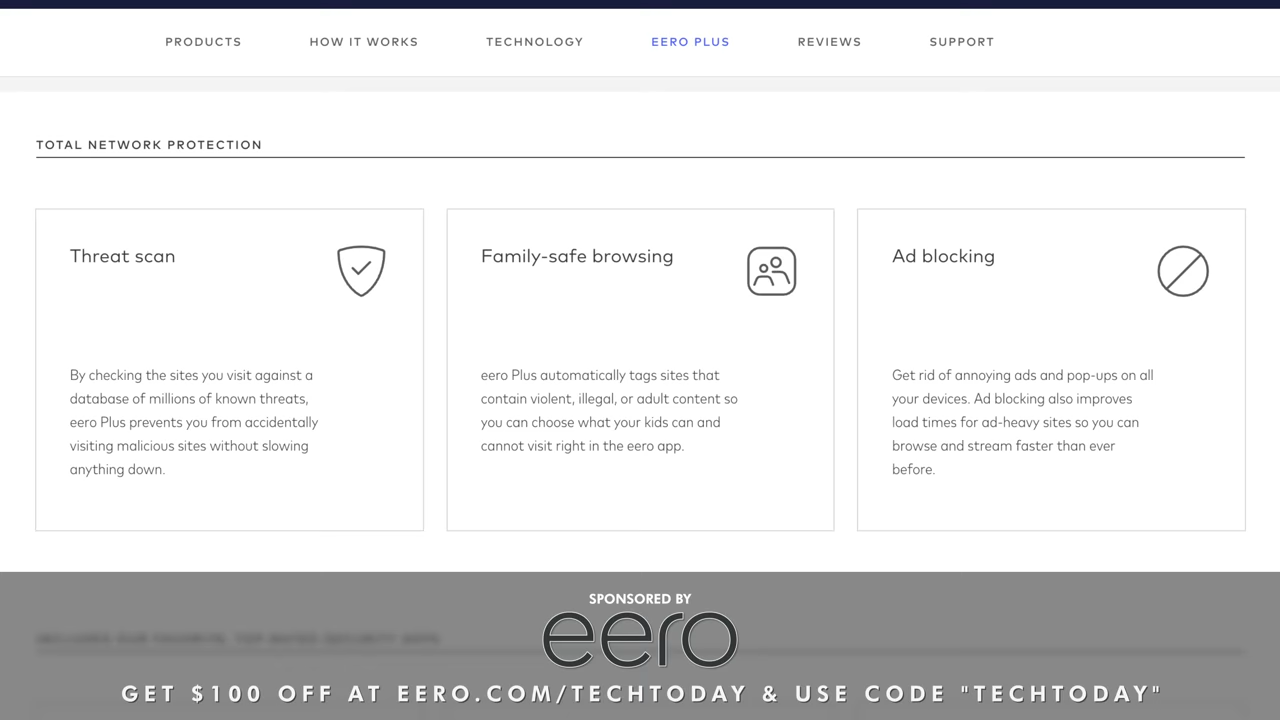 PRODUCTS HOW IT WORKS TECHNOLOGY EERO PLUS REVIEWS SUPPORT
TOTAL NETWORK PROTECTION
Threat scan
By checking the sites you visit against a
database of millions of known threats,
eero Plus prevents you from accidentally
visiting malicious sites without slowing
anything down.
Family-safe browsing
eero Plus automatically tags sites that
contain violent, illegal, or adult content so
you can choose what your kids can and
cannot visit right in the eero app.
Ad blocking
Get rid of annoying ads and pop-ups on all
your devices. Ad blocking also improves
load times for ad-heavy sites so you can
browse and stream faster than ever
before.
SPONSORED BY
eero
GET $100 OFF AT EERO.COM/TECHTODAY & USE CODE "TECHTODAY"